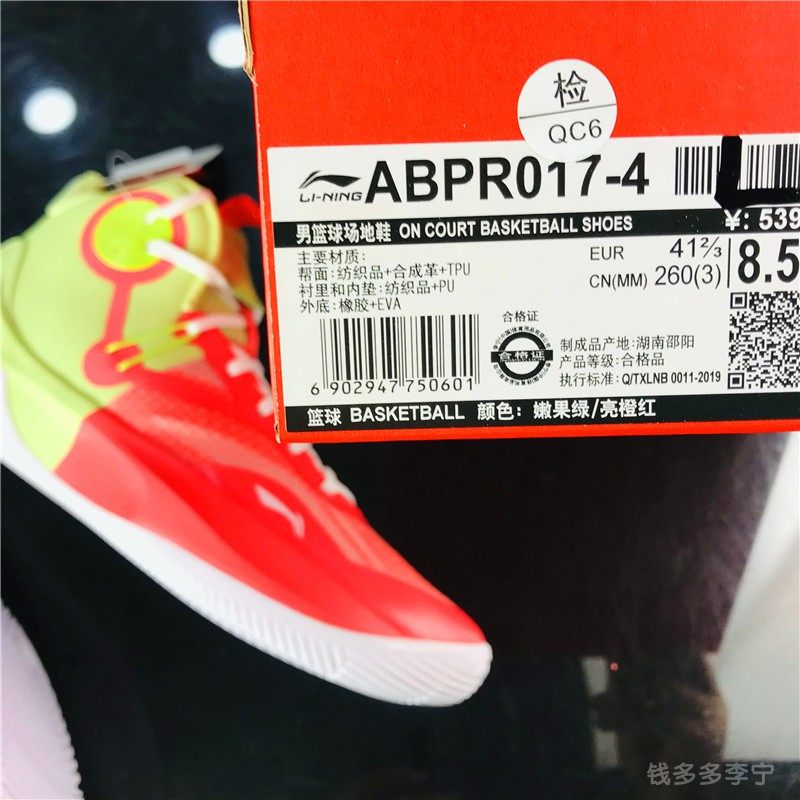 检
QC6
LI-NING ABPR017-4
男篮球场地鞋 ON COURT BASKETBALL SHOES
¥: 539
主要材质:
帮面: 纺织品+合成革+TPU
衬里和内垫: 纺织品+PU
外底: 橡胶+EVA
EUR 41⅔
CN(MM) 260(3)
8.5
6 902947 750601
合格证
合格证
制成品产地: 湖南邵阳
产品等级: 合格品
执行标准: Q/TXLNB 0011-2019
篮球 BASKETBALL 颜色: 嫩果绿/亮橙红
钱多多李宁